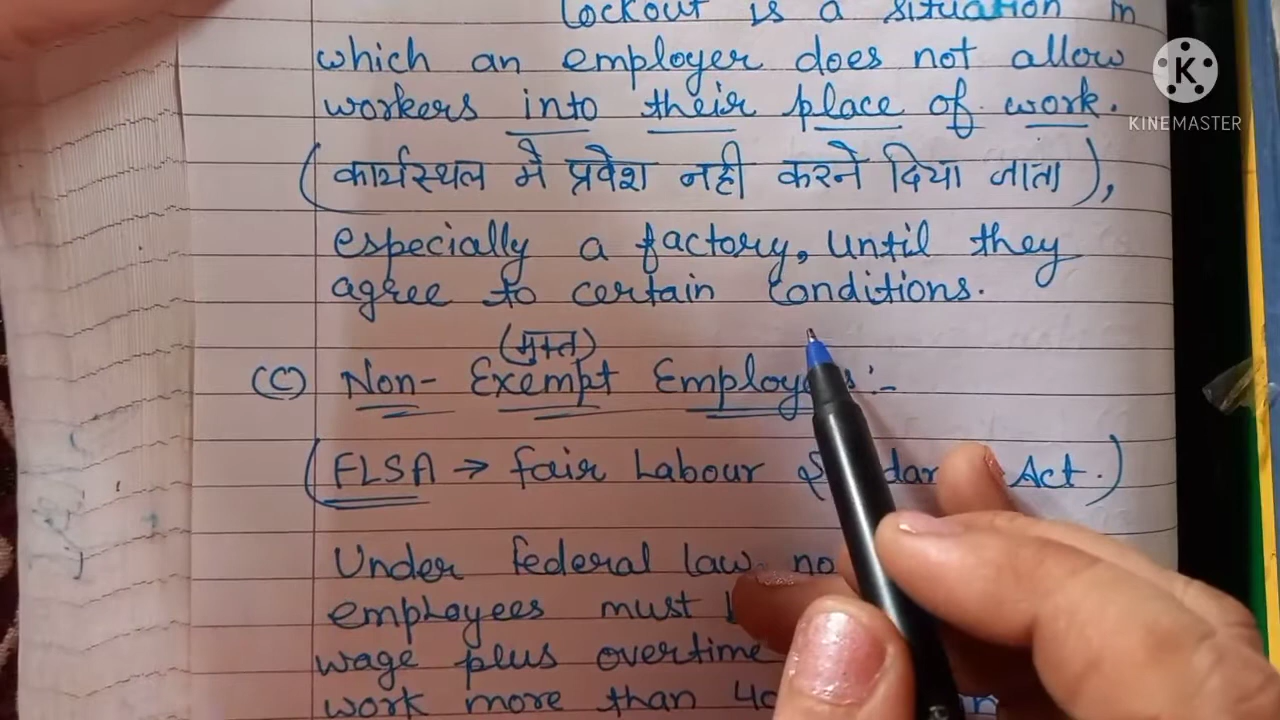 Lockout is a situation in
which an employer does not allow
workers into their place of work.
(कार्यस्थल में प्रवेश नही करने दिया जाता),
especially a factory, until they
agree to certain conditions.
(मुक्त)
(C) Non-Exempt :-
(FLSA → Fair Labour Act.)
Under federal law
employees must
wage plus overtime
work more than
KINEMASTER